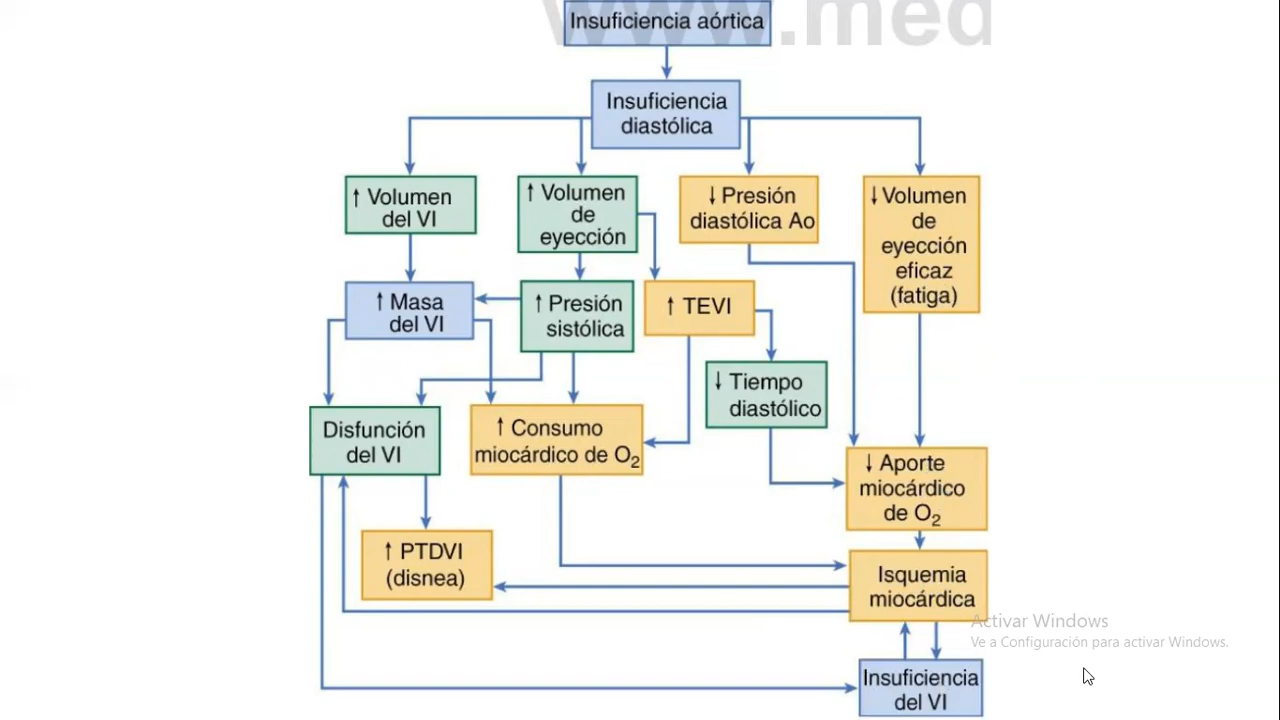 www.med
Insuficiencia aórtica
Insuficiencia
diastólica
↑ Volumen
del VI
↑ Volumen
de
eyección
↓ Presión
diastólica Ao
↓ Volumen
de
eyección
eficaz
(fatiga)
↑ Masa
del VI
↑ Presión
sistólica
↑ TEVI
↓ Tiempo
diastólico
Disfunción
del VI
↑ Consumo
miocárdico de O₂
↓ Aporte
miocárdico
de O₂
↑ PTDVI
(disnea)
Isquemia
miocárdica
Activar Windows
Ve a Configuración para activar Windows.
Insuficiencia
del VI